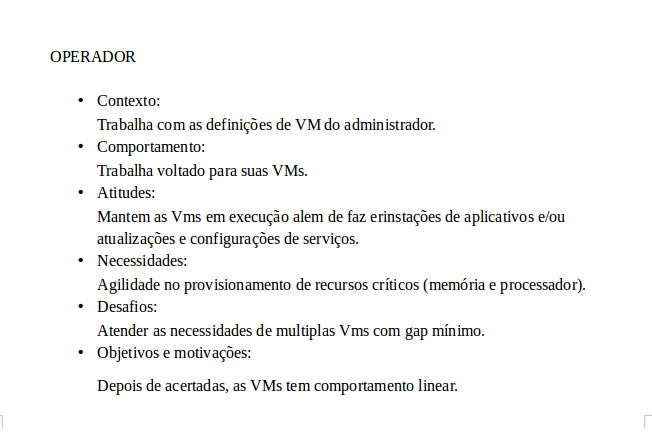 OPERADOR
• Contexto:
Trabalha com as definições de VM do administrador.
• Comportamento:
Trabalha voltado para suas VMs.
• Atitudes:
Mantem as Vms em execução alem de faz erinstações de aplicativos e/ou
atualizações e configurações de serviços.
• Necessidades:
Agilidade no provisionamento de recursos críticos (memória e processador).
• Desafios:
Atender as necessidades de multiplas Vms com gap mínimo.
• Objetivos e motivações:
Depois de acertadas, as VMs tem comportamento linear.